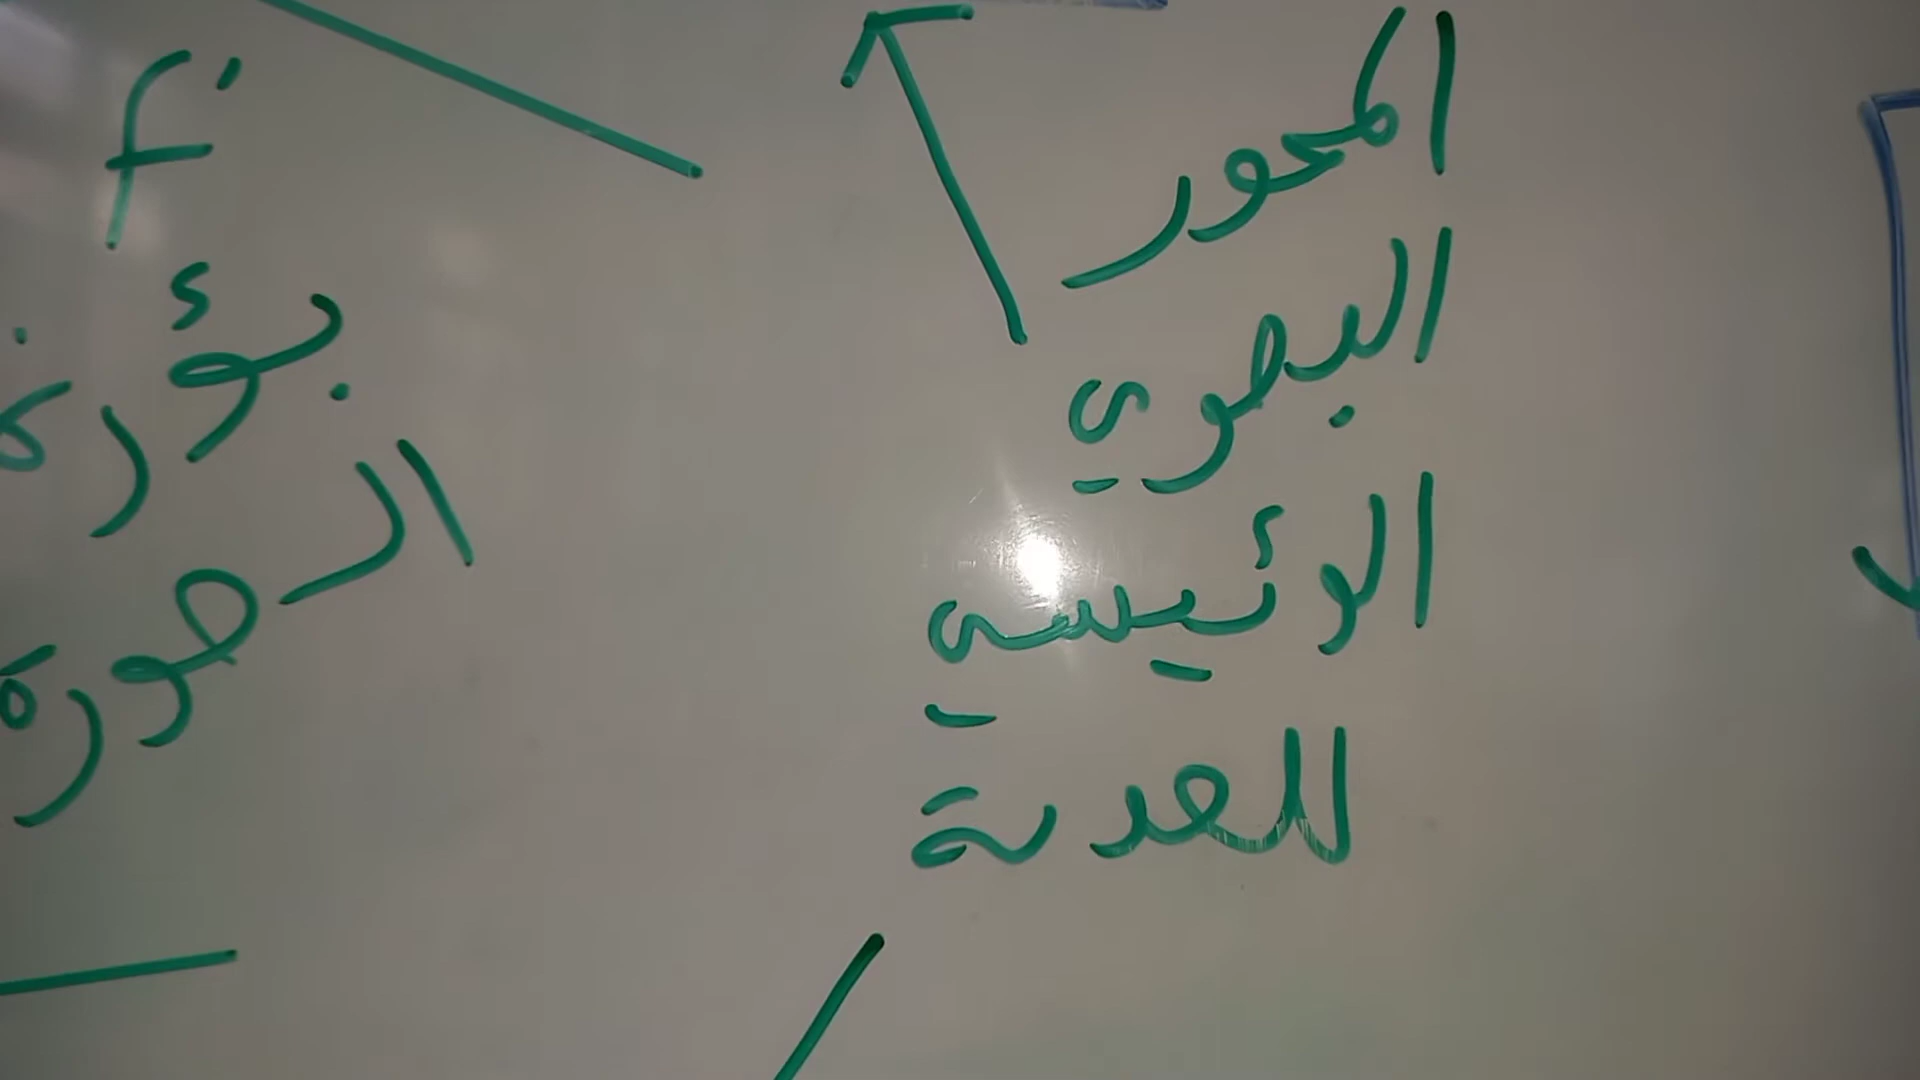 المحور
البصري
الرئيسي
للعدسة
f'
بؤرة
الصورة